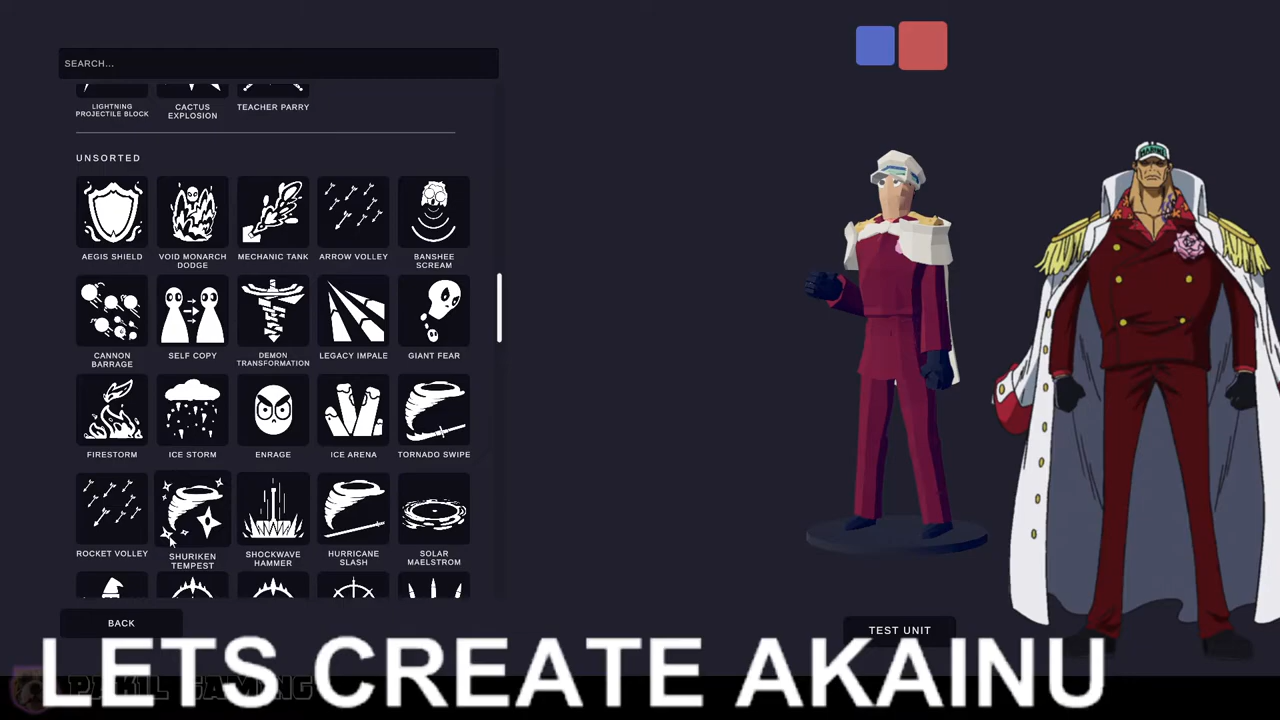 SEARCH...
LIGHTNING PROJECTILE BLOCK
CACTUS EXPLOSION
TEACHER PARRY
UNSORTED
AEGIS SHIELD
VOID MONARCH DODGE
MECHANIC TANK
ARROW VOLLEY
BANSHEE SCREAM
CANNON BARRAGE
SELF COPY
DEMON TRANSFORMATION
LEGACY IMPALE
GIANT FEAR
FIRESTORM
ICE STORM
ENRAGE
ICE ARENA
TORNADO SWIPE
ROCKET VOLLEY
SHURIKEN TEMPEST
SHOCKWAVE HAMMER
HURRICANE SLASH
SOLAR MAELSTROM
BACK
TEST UNIT
MARINE
LETS CREATE AKAINU